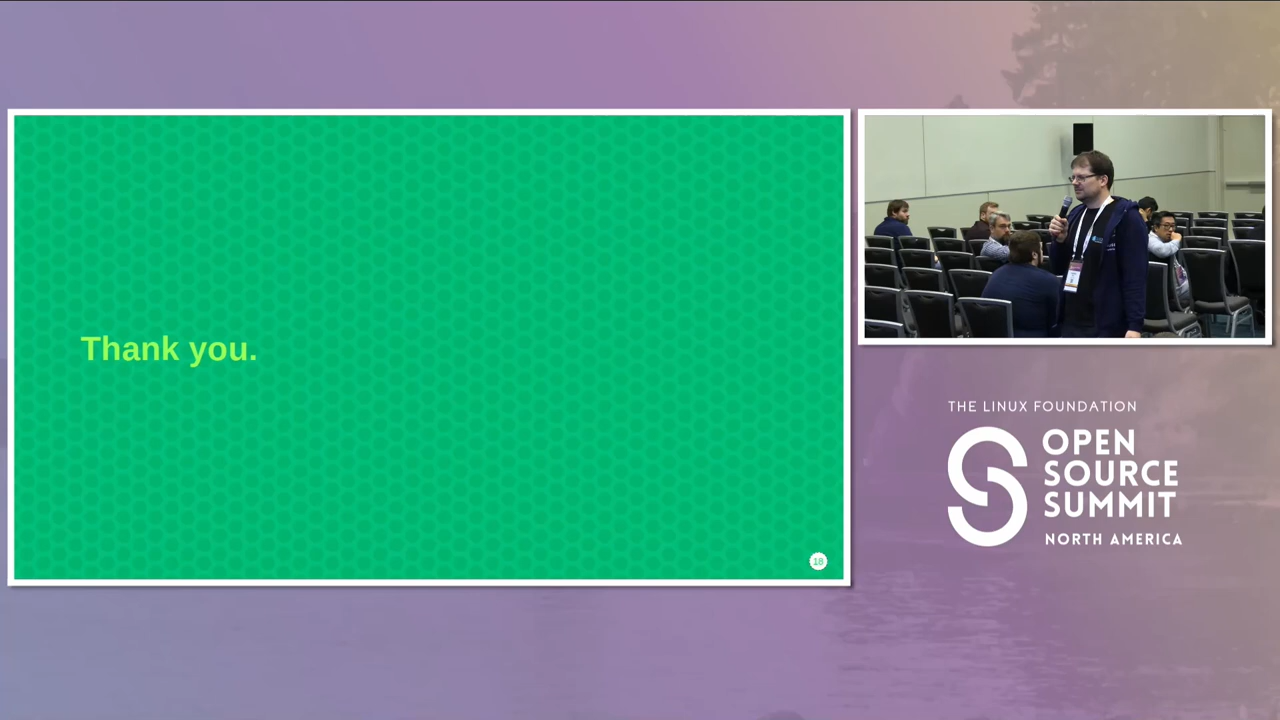 Thank you.
18
THE LINUX FOUNDATION
OPEN
SOURCE
SUMMIT
NORTH AMERICA